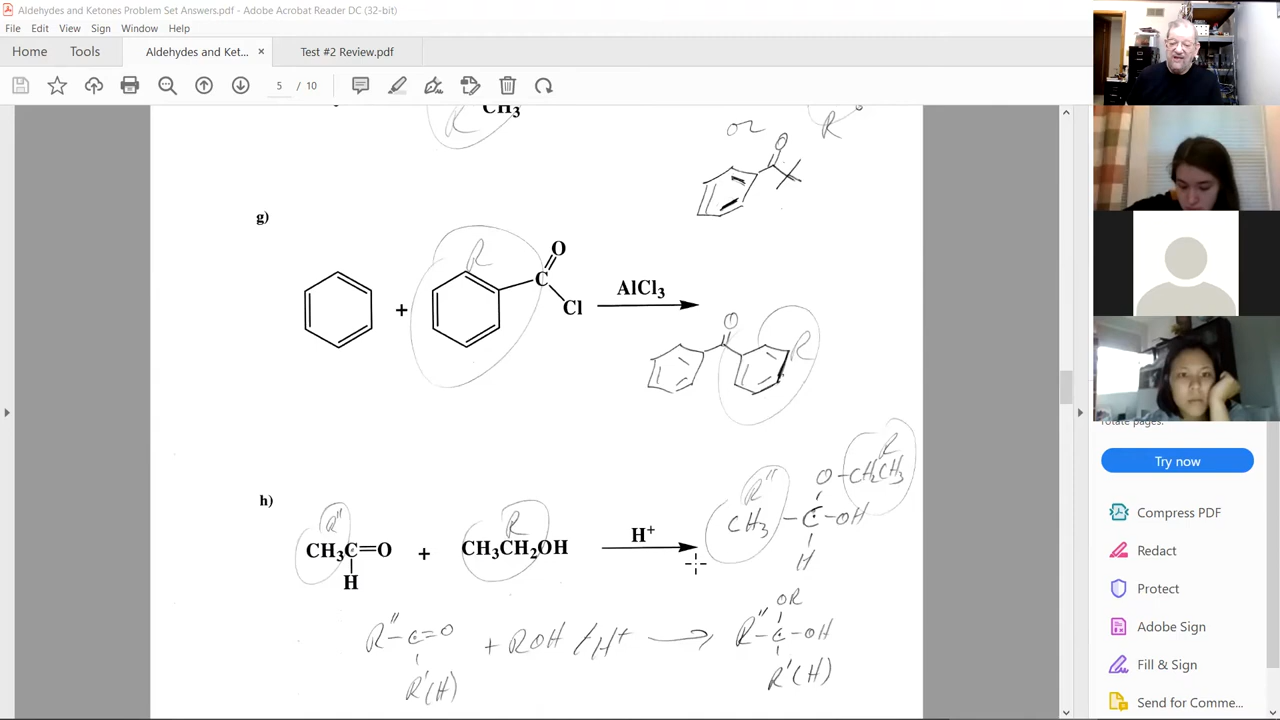 Aldehydes and Ketones Problem Set Answers.pdf - Adobe Acrobat Reader DC (32-bit)
File Edit View Sign Window Help
Home Tools Aldehydes and Ket... × Test #2 Review.pdf
5 / 10
CH3
R
or
R
O
g)
R
O
C
Cl
+
AlCl3
O
R
rotate pages.
Try now
h)
R"
CH3C=O
H
+
R
CH3CH2OH
H+
R"
CH3-C-OH
O-CH2CH3
R
H
R"-C=O + ROH / H+
R'(H)
OR
R"-C-OH
R'(H)
Compress PDF
Redact
Protect
Adobe Sign
Fill & Sign
Send for Comme...